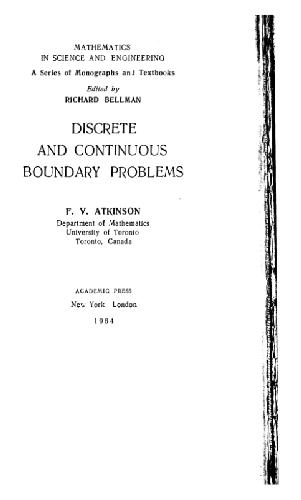 MATHEMATICS
IN SCIENCE AND ENGINEERING
A Series of Monographs and Textbooks
Edited by
RICHARD BELLMAN
DISCRETE
AND CONTINUOUS
BOUNDARY PROBLEMS
F. V. ATKINSON
Department of Mathematics
University of Toronto
Toronto, Canada
ACADEMIC PRESS
New York London
1964